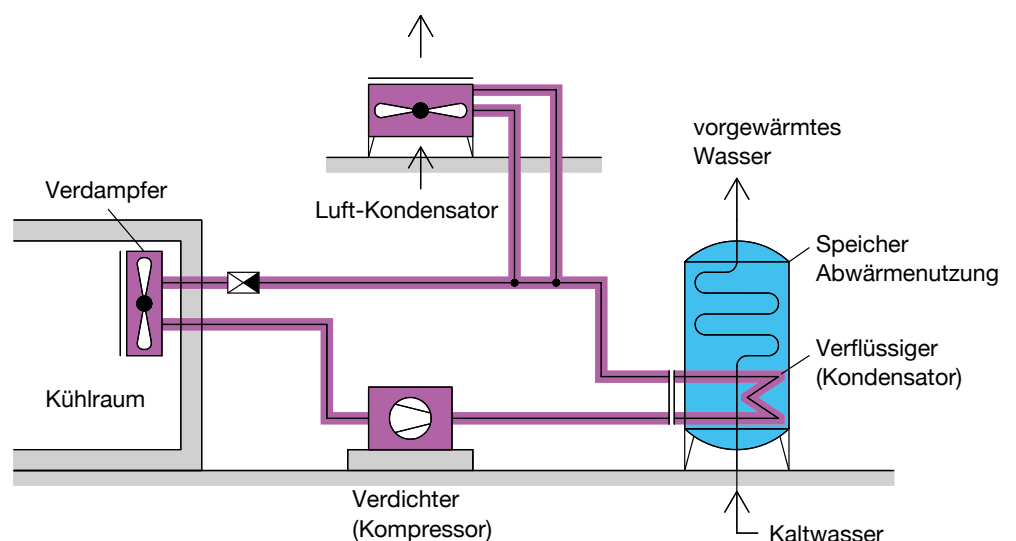 vorgewärmtes
Wasser
Verdampfer
Luft-Kondensator
Speicher
Abwärmenutzung
Verflüssiger
(Kondensator)
Kühlraum
Verdichter
(Kompressor)
Kaltwasser